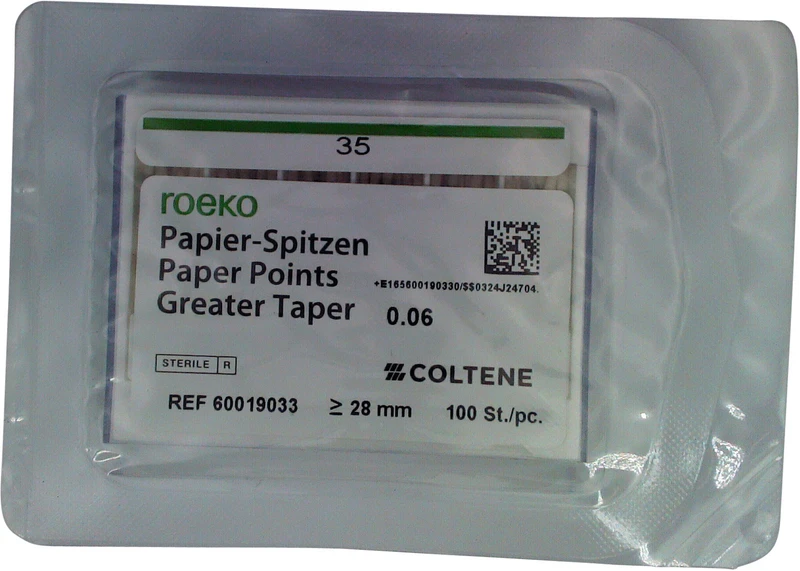 35
roeko
Papier-Spitzen
Paper Points
Greater Taper 0.06
+E165600190330/$$0324J24704.
STERILE R
COLTENE
REF 60019033 ≥ 28 mm 100 St./pc.